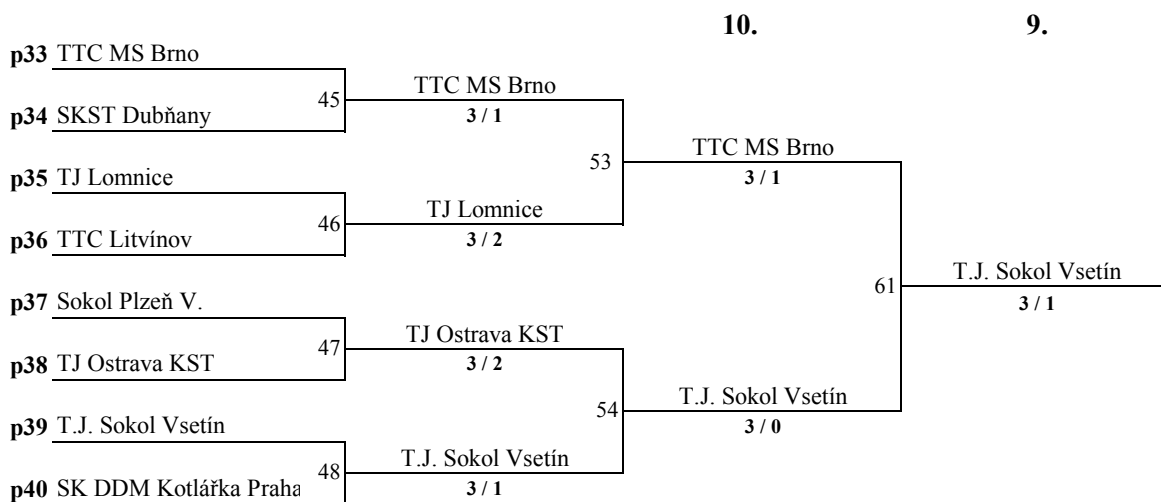 10. 9.
p33 TTC MS Brno
45 TTC MS Brno
p34 SKST Dubňany 3 / 1
53 TTC MS Brno
p35 TJ Lomnice 3 / 1
46 TJ Lomnice
p36 TTC Litvínov 3 / 2
61 T.J. Sokol Vsetín
p37 Sokol Plzeň V. 3 / 1
47 TJ Ostrava KST
p38 TJ Ostrava KST 3 / 2
54 T.J. Sokol Vsetín
p39 T.J. Sokol Vsetín 3 / 0
48 T.J. Sokol Vsetín
p40 SK DDM Kotlářka Praha 3 / 1